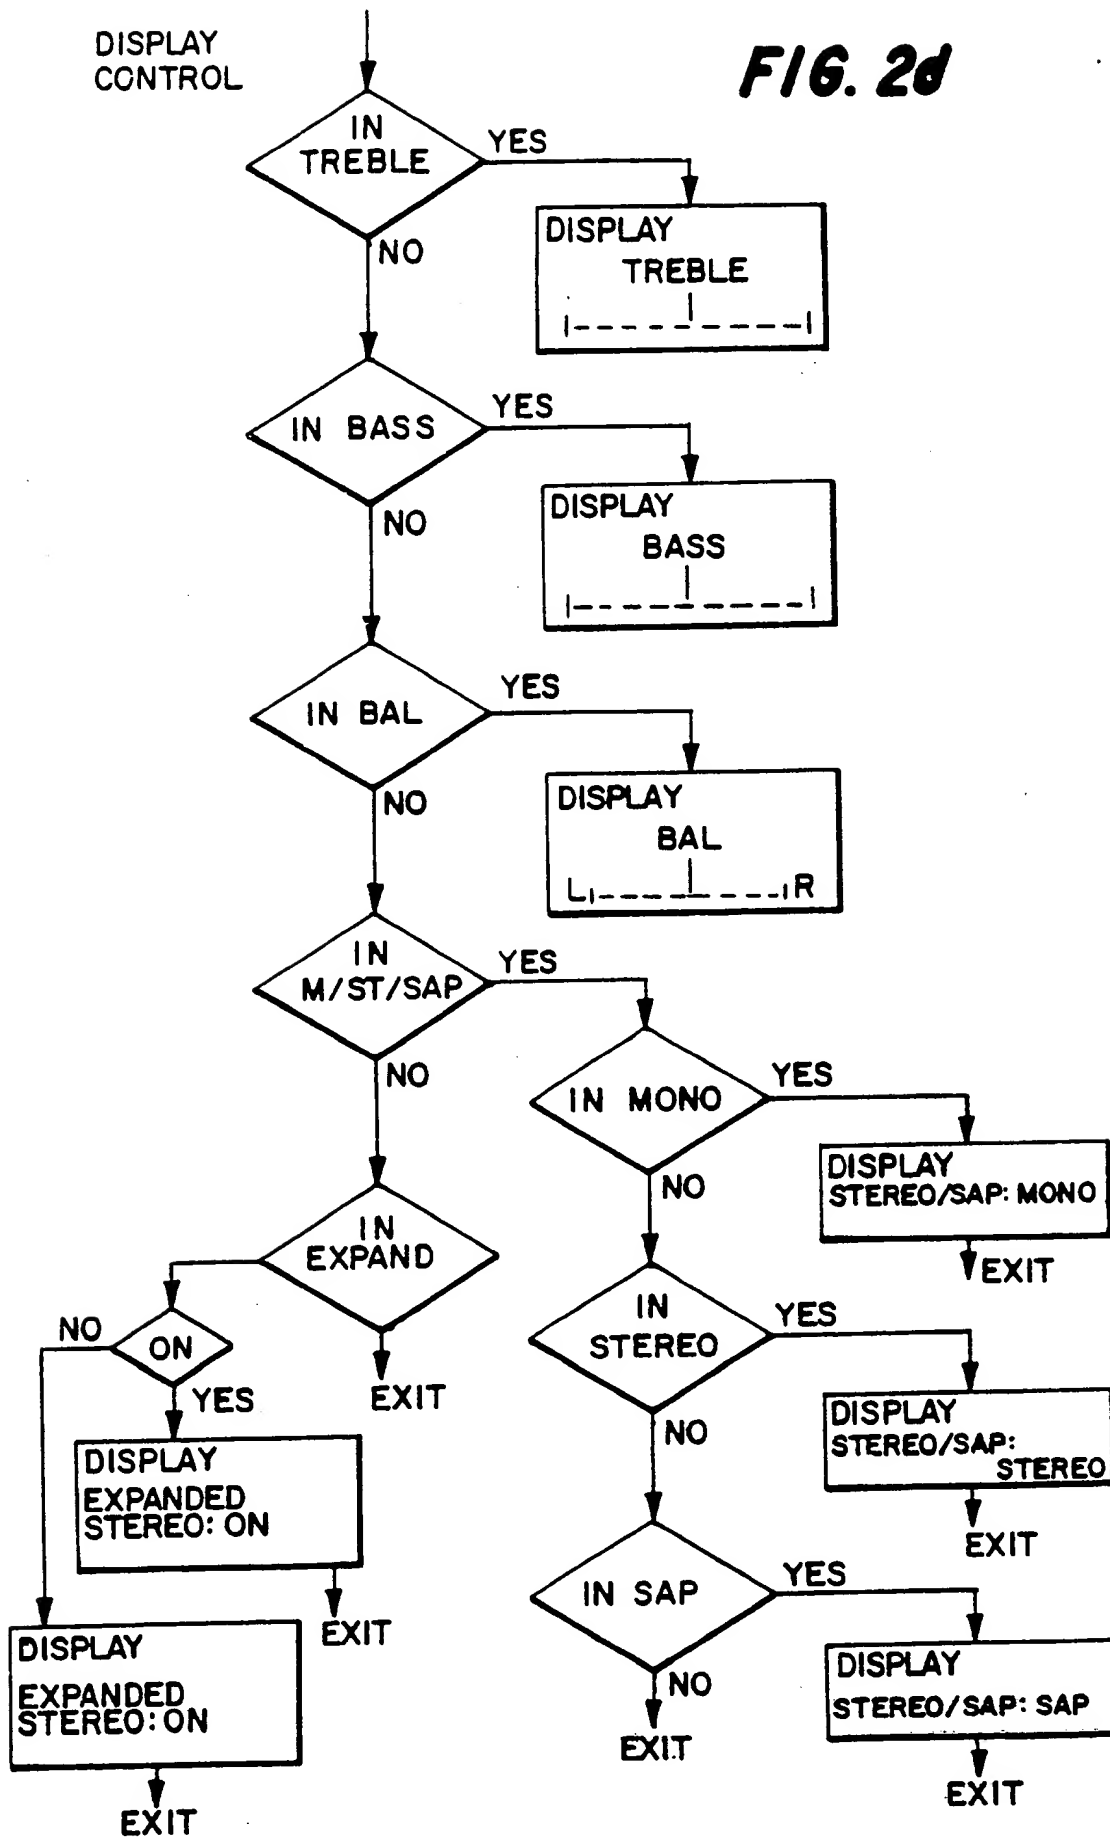 DISPLAY
CONTROL
FIG. 2d
IN
TREBLE
YES
NO
DISPLAY
TREBLE
IN BASS
YES
NO
DISPLAY
BASS
IN BAL
YES
NO
DISPLAY
BAL
L R
IN
M/ST/SAP
YES
NO
IN MONO
YES
NO
DISPLAY
STEREO/SAP: MONO
EXIT
IN
EXPAND
EXIT
ON
NO
YES
DISPLAY
EXPANDED
STEREO: ON
EXIT
DISPLAY
EXPANDED
STEREO: ON
EXIT
IN
STEREO
YES
NO
DISPLAY
STEREO/SAP:
STEREO
EXIT
IN SAP
YES
NO
EXIT
DISPLAY
STEREO/SAP: SAP
EXIT